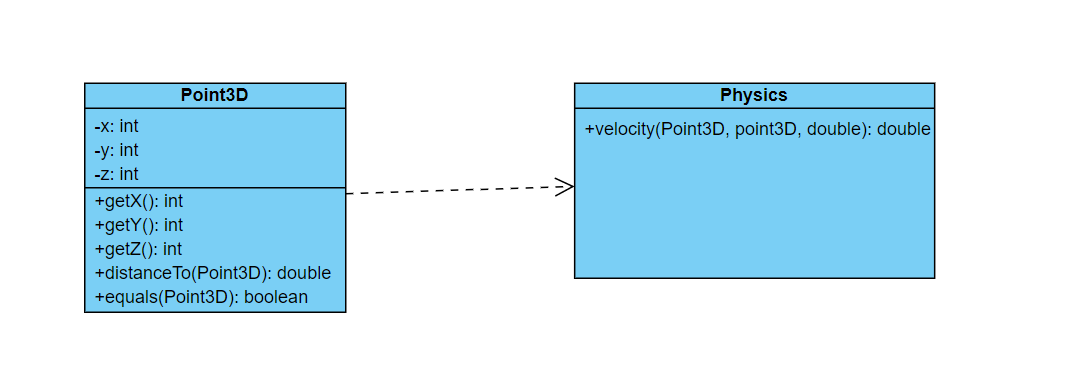 Point3D
-x: int
-y: int
-z: int
+getX(): int
+getY(): int
+getZ(): int
+distanceTo(Point3D): double
+equals(Point3D): boolean
Physics
+velocity(Point3D, point3D, double): double